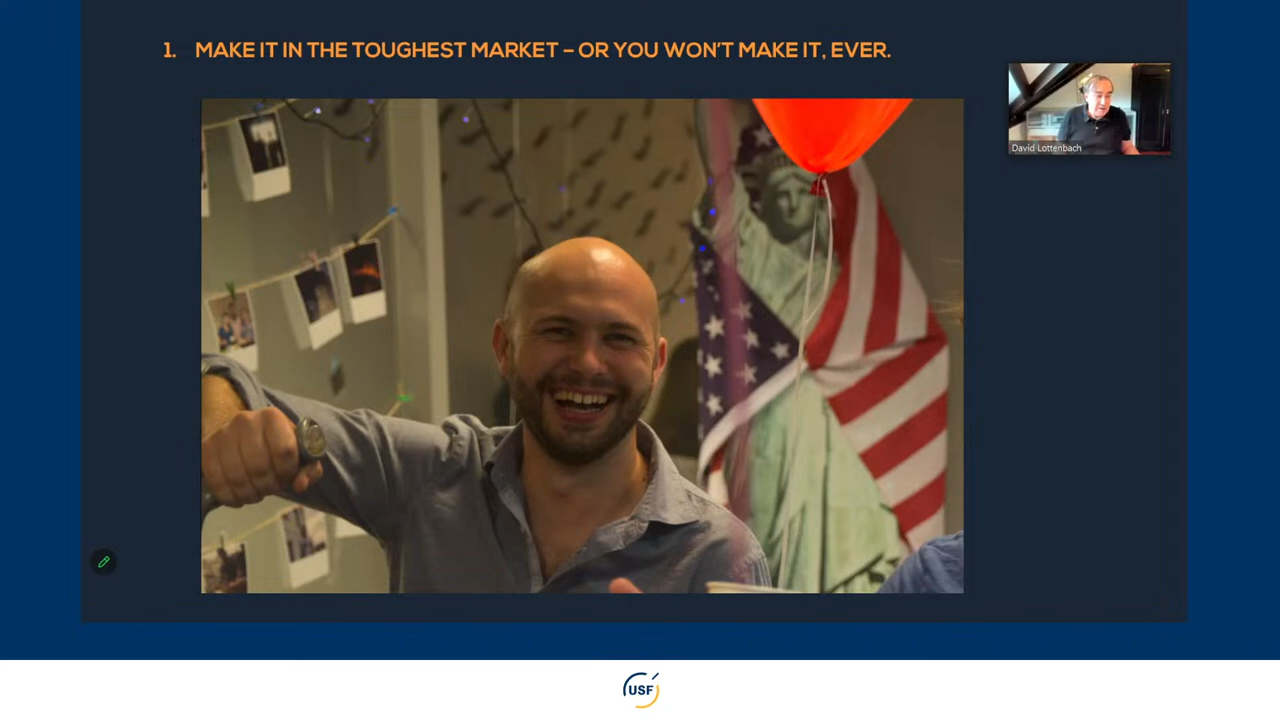 1. MAKE IT IN THE TOUGHEST MARKET – OR YOU WON'T MAKE IT, EVER.
David Lottenbach
USF